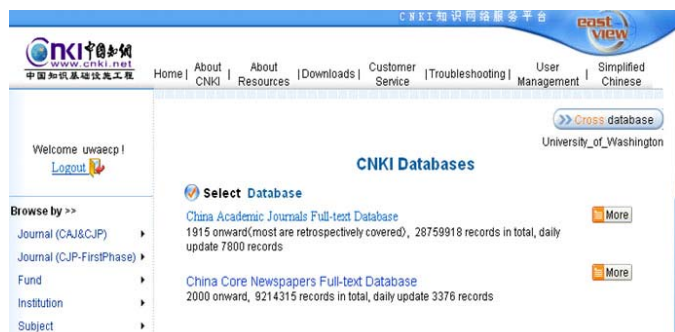 CNKI知识网络服务平台
east
view
cnki中国知网
www.cnki.net
中国知识基础设施工程
Home | About CNKI | About Resources | Downloads | Customer Service | Troubleshooting | User Management | Simplified Chinese
>> Cross database
University_of_Washington
Welcome uwaecp !
Logout
CNKI Databases
Select Database
Browse by >>
China Academic Journals Full-text Database
More
1915 onward(most are retrospectively covered), 28759918 records in total, daily
update 7800 records
Journal (CAJ&CJP)
Journal (CJP-FirstPhase)
China Core Newspapers Full-text Database
More
2000 onward, 9214315 records in total, daily update 3376 records
Fund
Institution
Subject